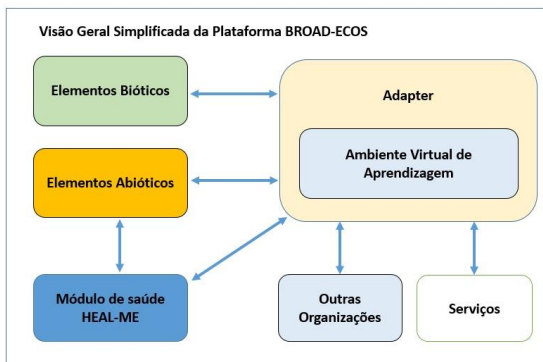 Visão Geral Simplificada da Plataforma BROAD-ECOS
Elementos Bióticos
Adapter
Ambiente Virtual de
Aprendizagem
Elementos Abióticos
Módulo de saúde
HEAL-ME
Outras
Organizações
Serviços